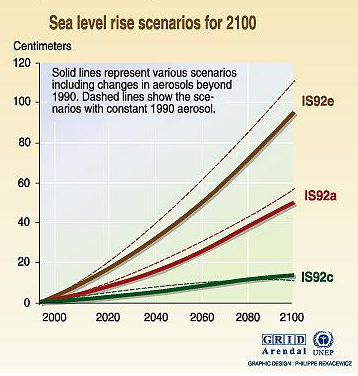 Sea level rise scenarios for 2100
Centimeters
120
Solid lines represent various scenarios
including changes in aerosols beyond
1990. Dashed lines show the sce-
narios with constant 1990 aerosol.
100
IS92e
80
60
IS92a
40
20
IS92c
0
2000 2020 2040 2060 2080 2100
G R I D
Arendal UNEP
GRAPHIC DESIGN : PHILIPPE REKACEWICZ